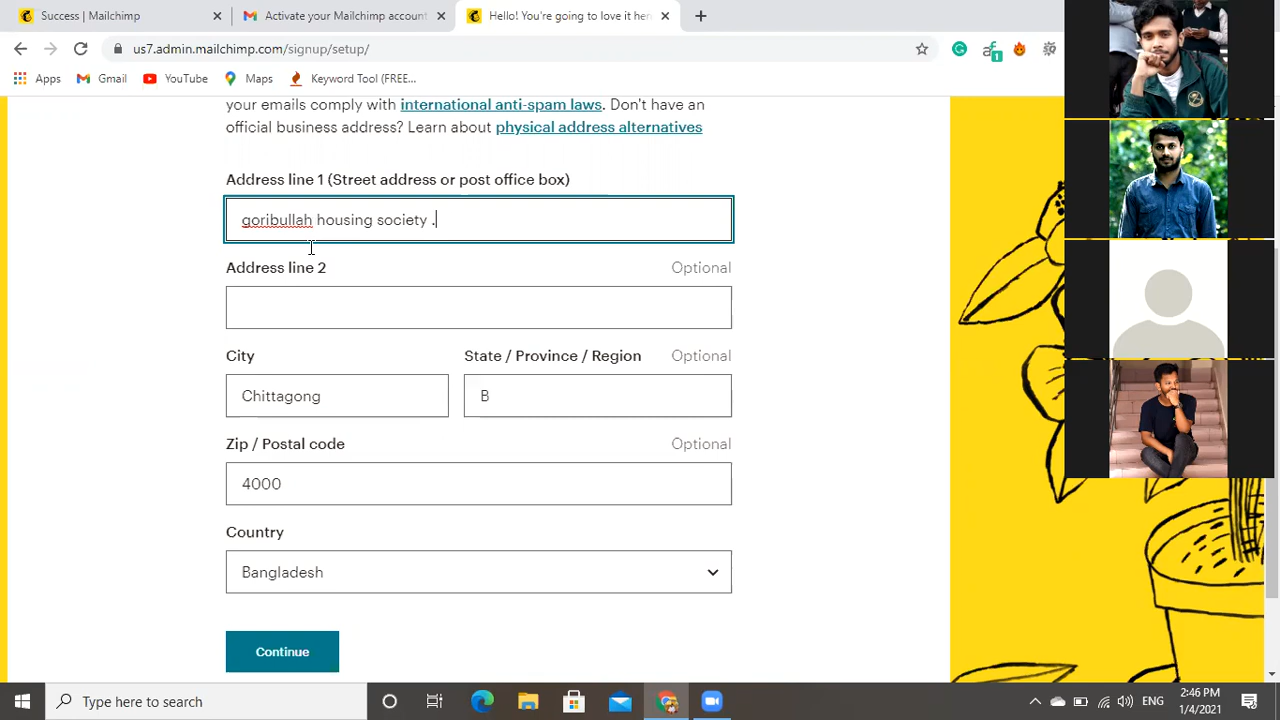 Success | Mailchimp
Activate your Mailchimp accoun
Hello! You're going to love it her
us7.admin.mailchimp.com/signup/setup/
1
Apps
Gmail
YouTube
Maps
Keyword Tool (FREE...
your emails comply with international anti-spam laws. Don't have an
official business address? Learn about physical address alternatives
Address line 1 (Street address or post office box)
goribullah housing society .
Address line 2 Optional
City
State / Province / Region Optional
Chittagong
B
Zip / Postal code Optional
4000
Country
Bangladesh
Continue
Type here to search
ENG
2:46 PM
1/4/2021